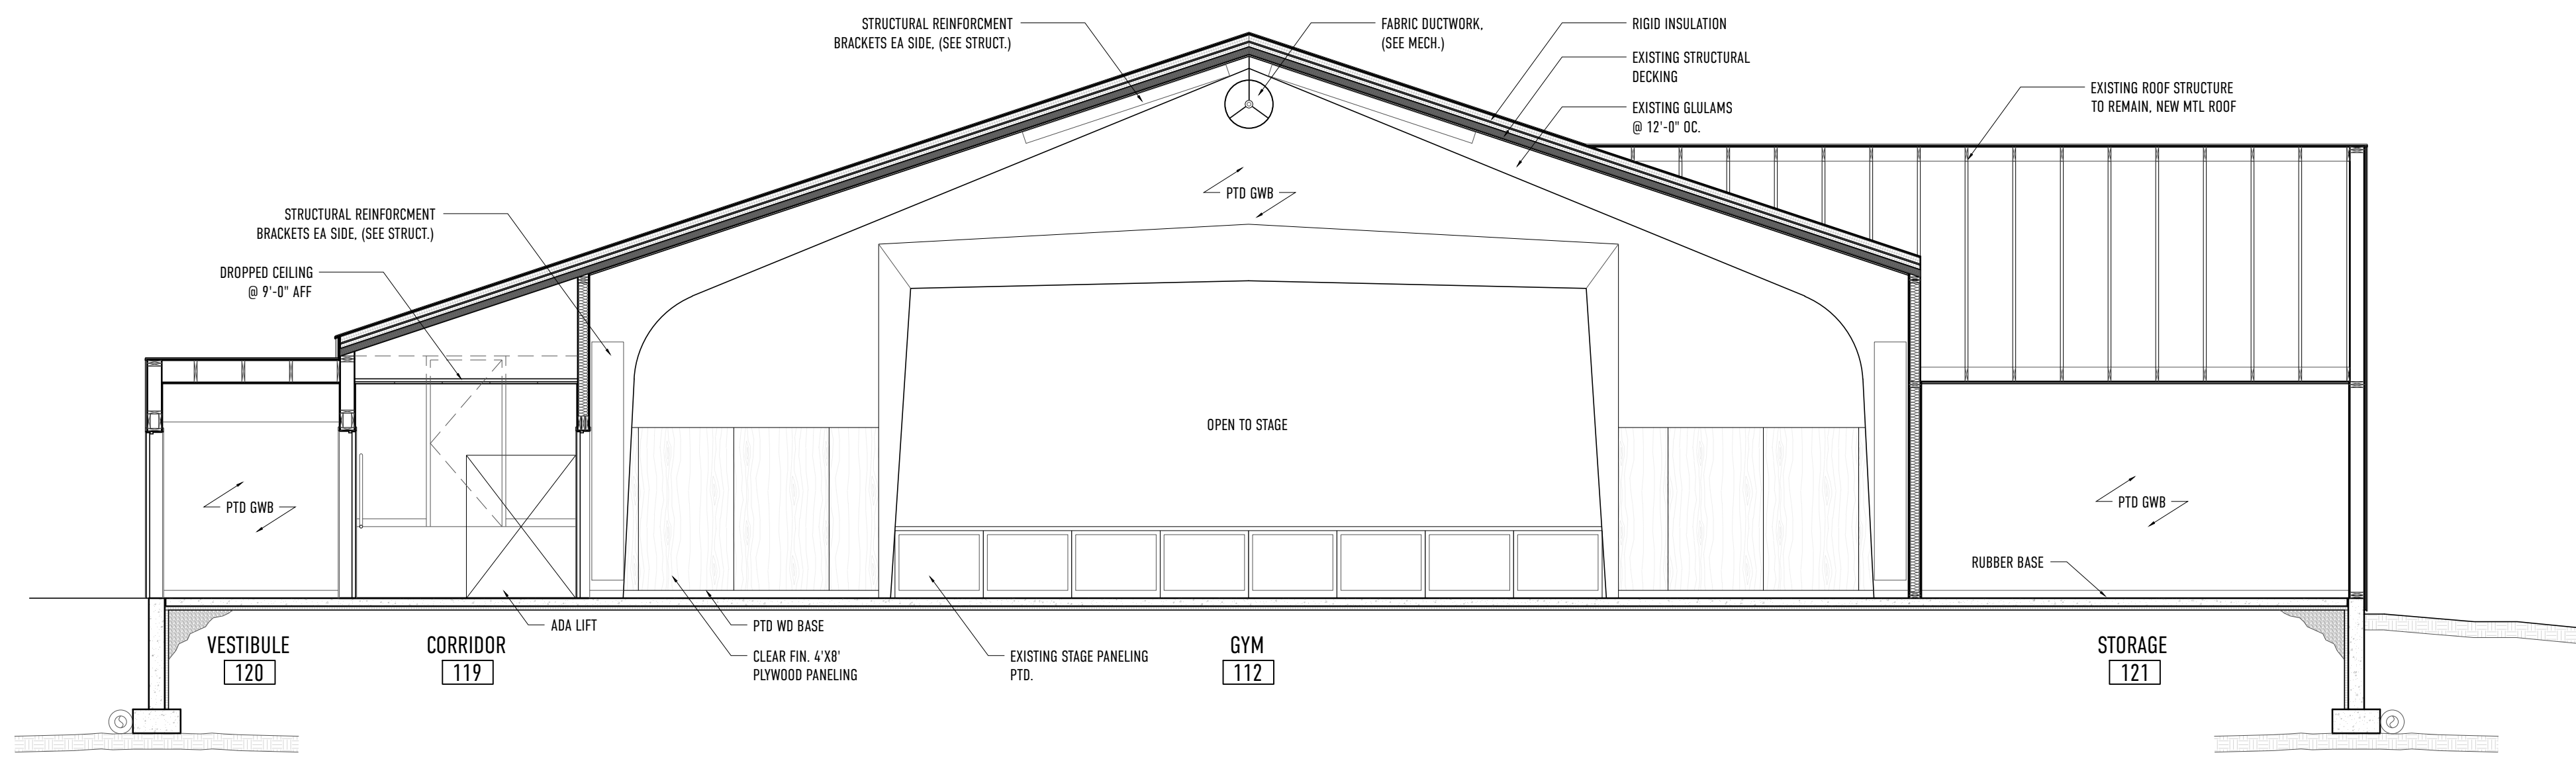 STRUCTURAL REINFORCMENT
BRACKETS EA SIDE, (SEE STRUCT.)
FABRIC DUCTWORK,
(SEE MECH.)
RIGID INSULATION
EXISTING STRUCTURAL
DECKING
EXISTING GLULAMS
@ 12'-0" OC.
EXISTING ROOF STRUCTURE
TO REMAIN, NEW MTL ROOF
STRUCTURAL REINFORCMENT
BRACKETS EA SIDE, (SEE STRUCT.)
DROPPED CEILING
@ 9'-0" AFF
PTD GWB
OPEN TO STAGE
PTD GWB
PTD GWB
RUBBER BASE
ADA LIFT
PTD WD BASE
CLEAR FIN. 4'X8'
PLYWOOD PANELING
EXISTING STAGE PANELING
PTD.
VESTIBULE
120
CORRIDOR
119
GYM
112
STORAGE
121